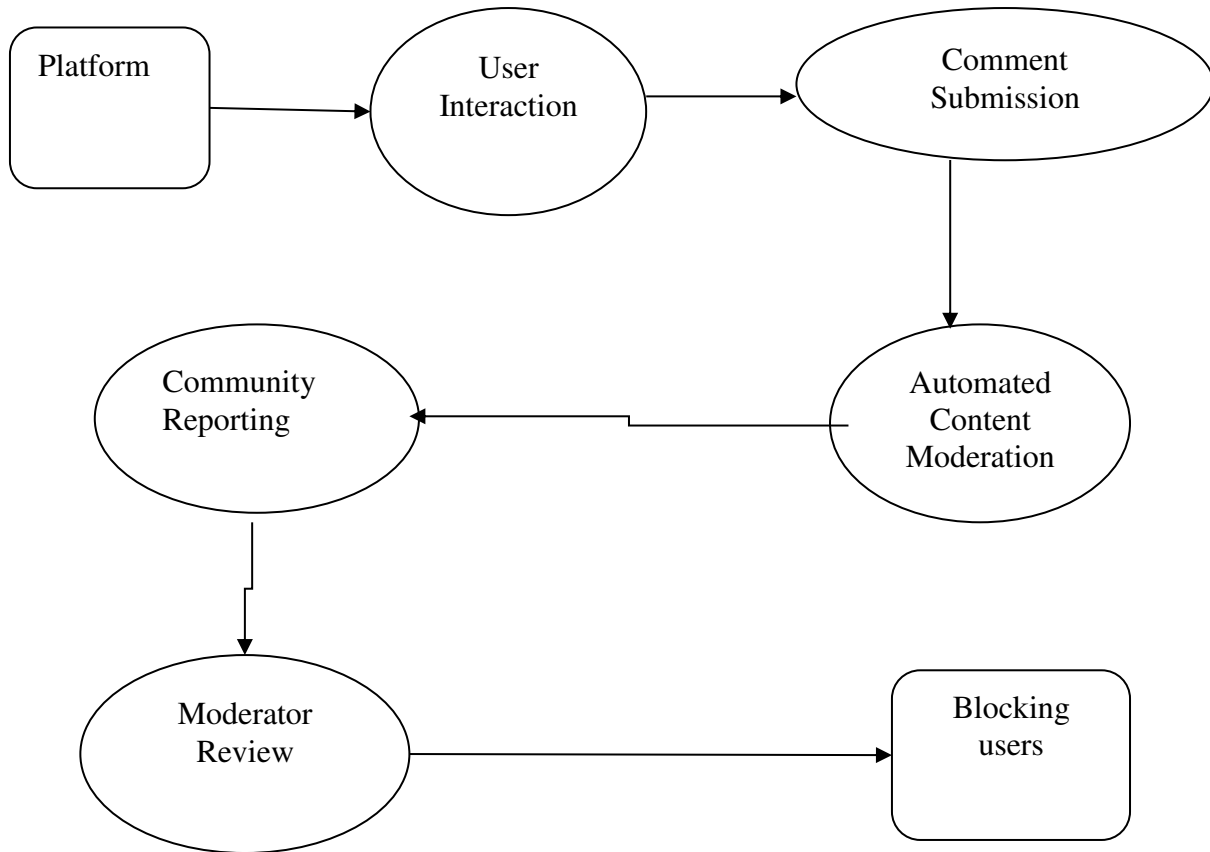 Platform
User
Interaction
Comment
Submission
Community
Reporting
Automated
Content
Moderation
Moderator
Review
Blocking
users